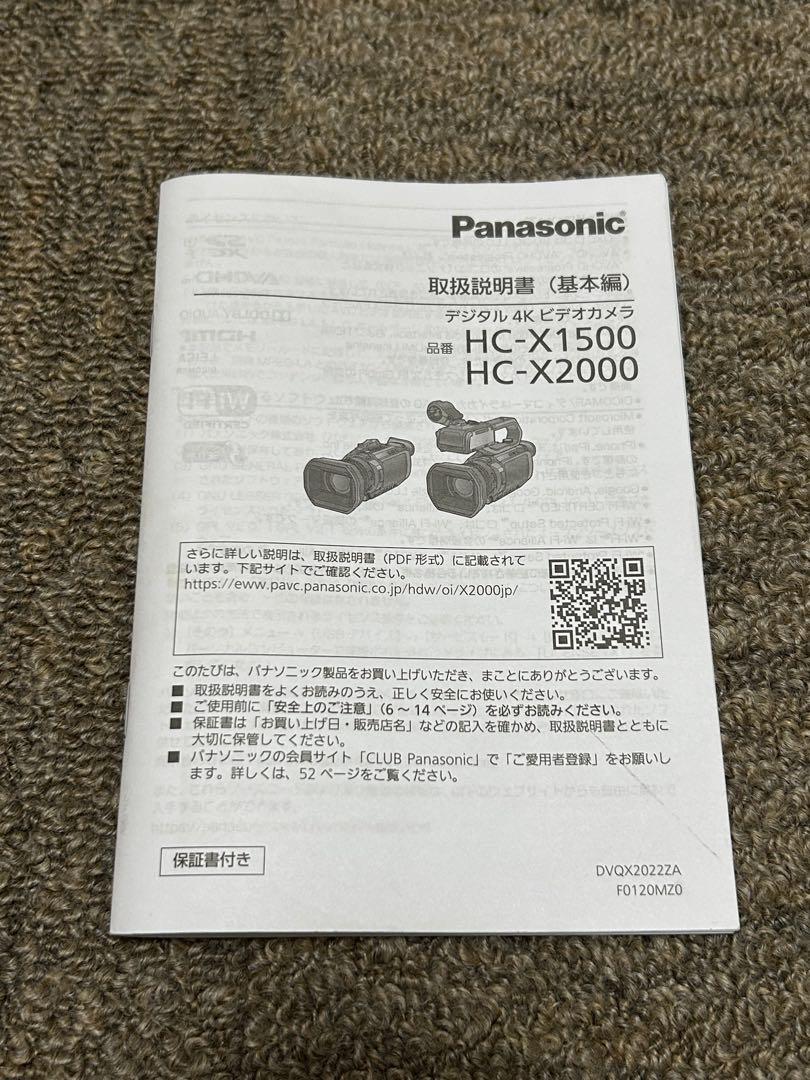 Panasonic®
取扱説明書（基本編）
デジタル 4K ビデオカメラ
品番 HC-X1500
HC-X2000
さらに詳しい説明は、取扱説明書（PDF 形式）に記載されて
います。下記サイトでご確認ください。
https://eww.pavc.panasonic.co.jp/hdw/oi/X2000jp/
このたびは、パナソニック製品をお買い上げいただき、まことにありがとうございます。
■ 取扱説明書をよくお読みのうえ、正しく安全にお使いください。
■ ご使用前に「安全上のご注意」（6 〜 14 ページ）を必ずお読みください。
■ 保証書は「お買い上げ日・販売店名」などの記入を確かめ、取扱説明書とともに
大切に保管してください。
■ パナソニックの会員サイト「CLUB Panasonic」で「ご愛用者登録」をお願いし
ます。詳しくは、52 ページをご覧ください。
保証書付き
DVQX2022ZA
F0120MZ0